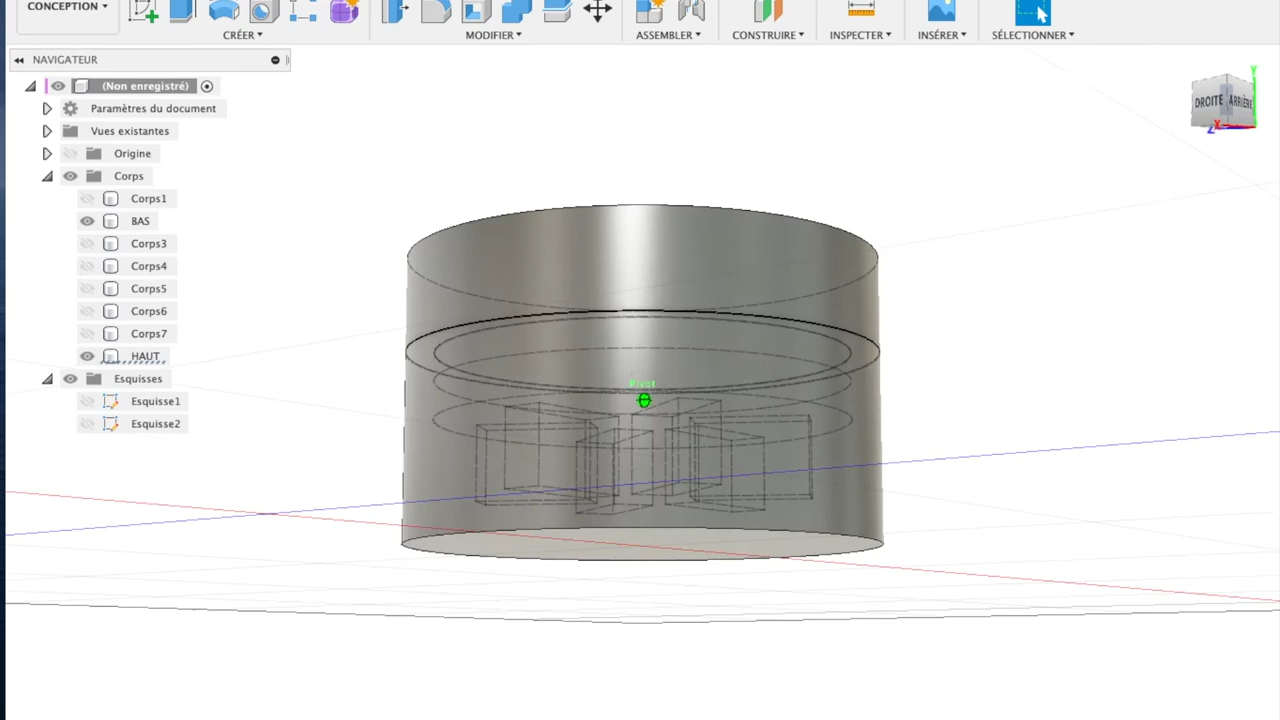 CONCEPTION
CRÉER
MODIFIER
ASSEMBLER
CONSTRUIRE
INSPECTER
INSÉRER
SÉLECTIONNER
NAVIGATEUR
(Non enregistré)
Paramètres du document
Vues existantes
Origine
Corps
Corps1
BAS
Corps3
Corps4
Corps5
Corps6
Corps7
HAUT
Esquisses
Esquisse1
Esquisse2
Y
DROITE
ARRIÈRE
X
Z
Pivot